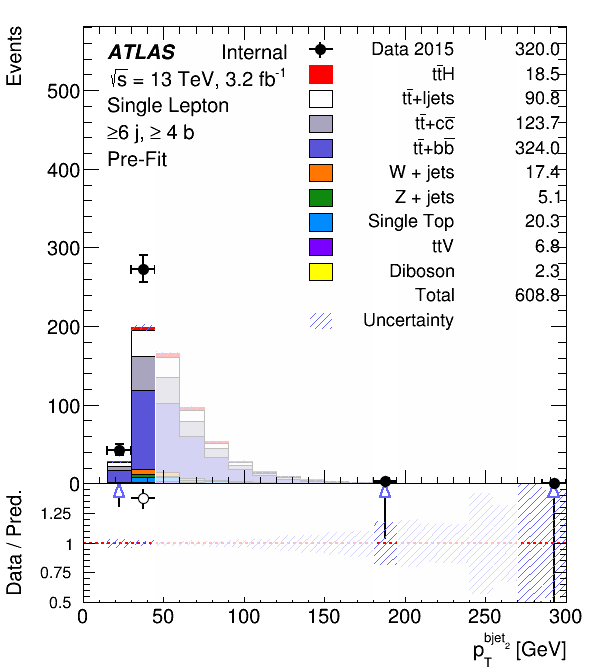 Events
ATLAS Internal
√s = 13 TeV, 3.2 fb⁻¹
Single Lepton
≥6 j, ≥ 4 b
Pre-Fit
Data 2015 320.0
tt̄H 18.5
tt̄+ljets 90.8
tt̄+cc̄ 123.7
tt̄+bb̄ 324.0
W + jets 17.4
Z + jets 5.1
Single Top 20.3
ttV 6.8
Diboson 2.3
Total 608.8
Uncertainty
500
400
300
200
100
0
Data / Pred.
1.25
1
0.75
0.5
0 50 100 150 200 250 300
p_T^bjet₂ [GeV]